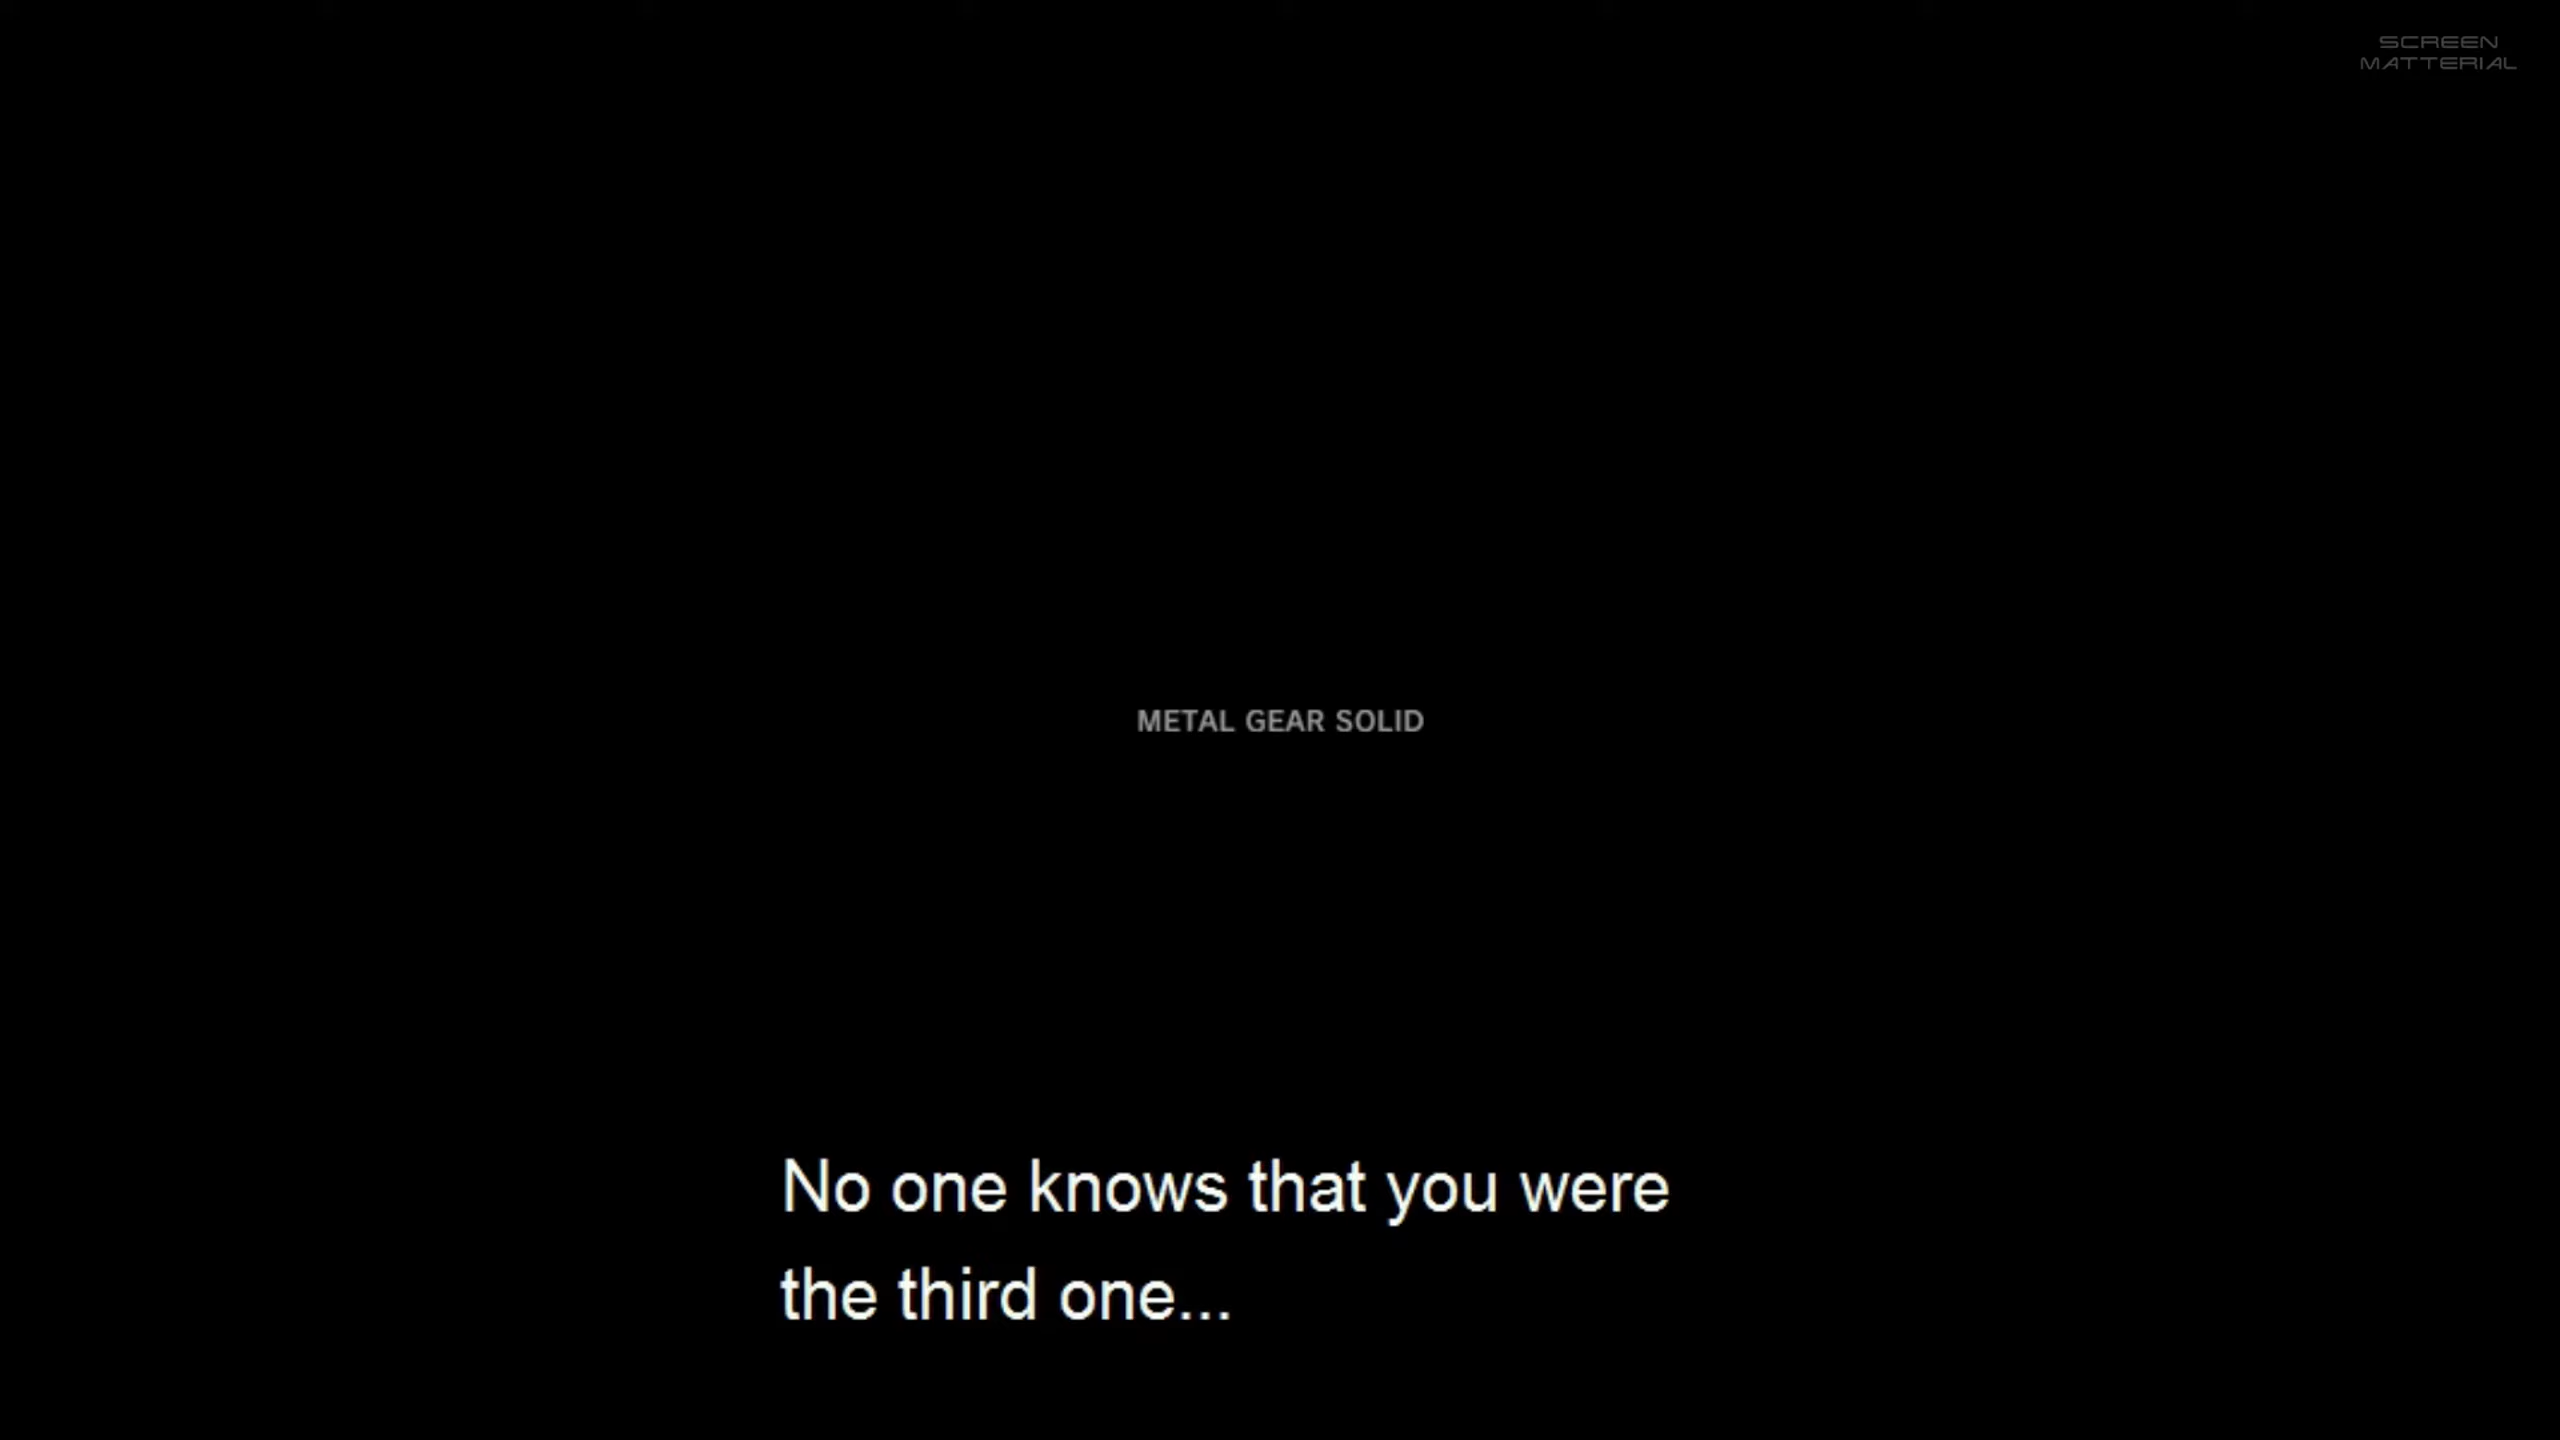 SCREEN
MATTERIAL
METAL GEAR SOLID
No one knows that you were
the third one...